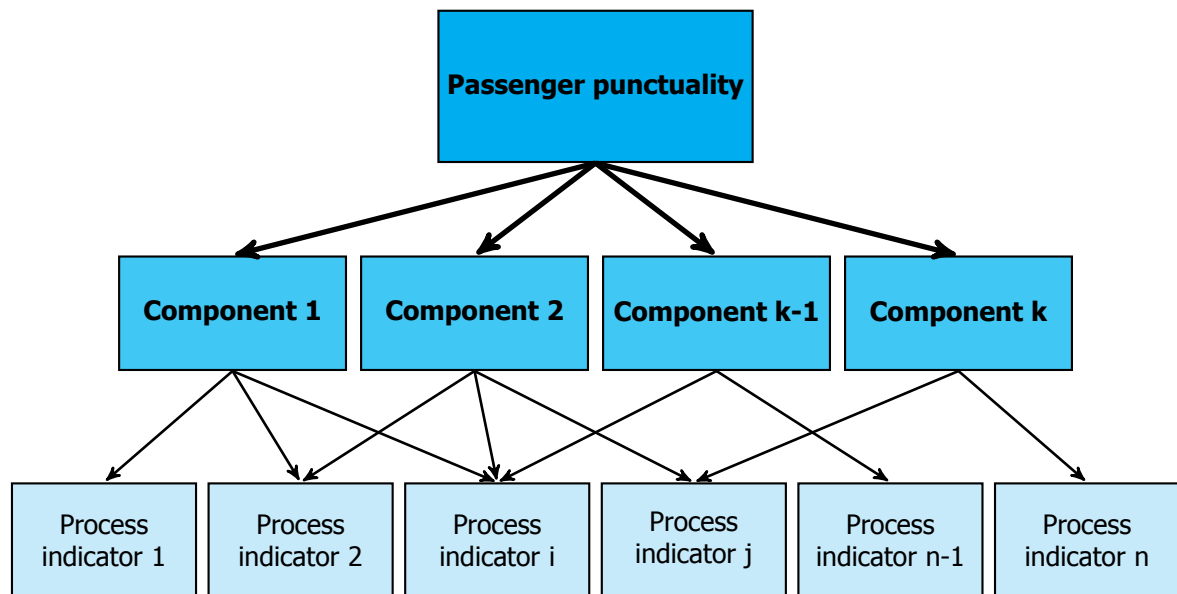 Passenger punctuality
Component 1
Component 2
Component k-1
Component k
Process
indicator 1
Process
indicator 2
Process
indicator i
Process
indicator j
Process
indicator n-1
Process
indicator n